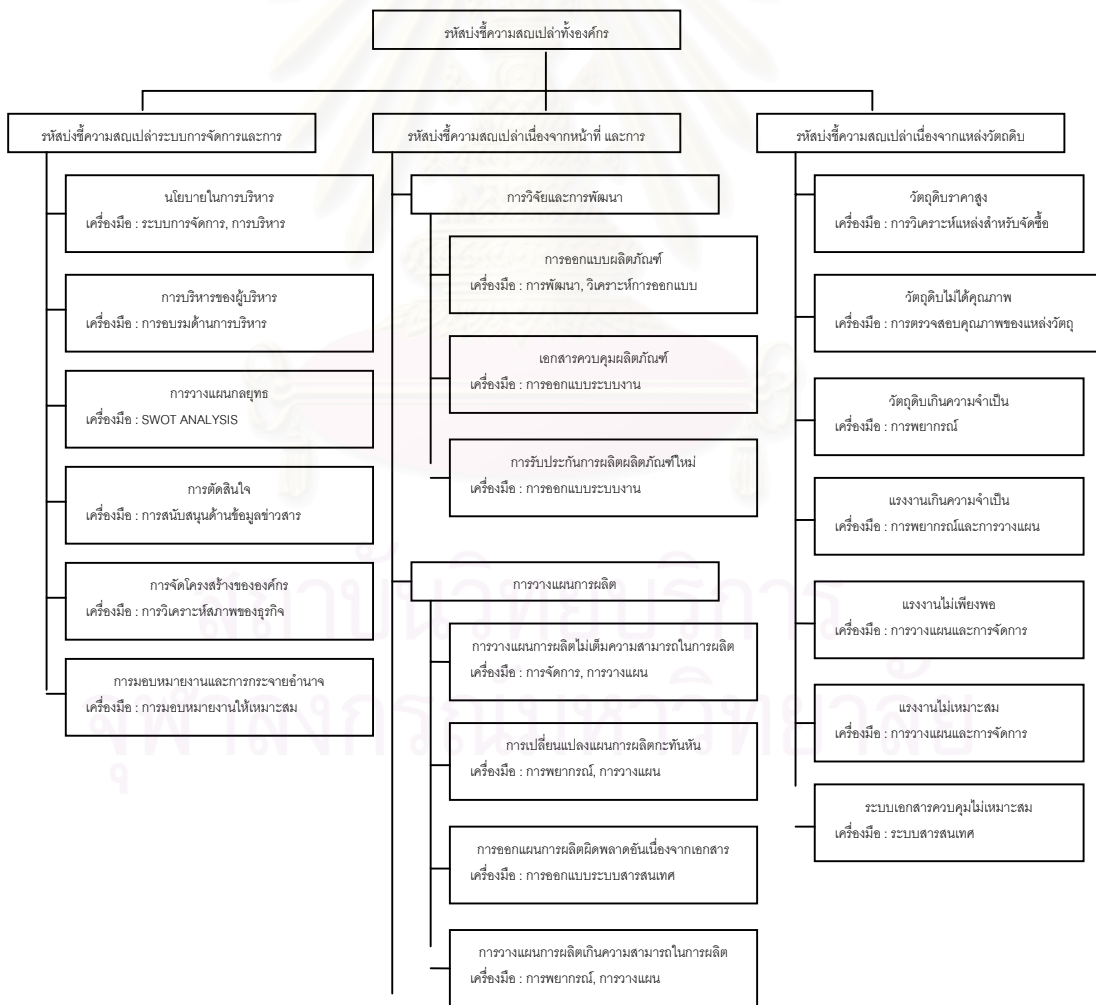 รหัสบ่งชี้ความสูญเปล่าทั้งองค์กร
รหัสบ่งชี้ความสูญเปล่าระบบการจัดการและการ
นโยบายในการบริหาร
เครื่องมือ : ระบบการจัดการ, การบริหาร
การบริหารของผู้บริหาร
เครื่องมือ : การอบรมด้านการบริหาร
การวางแผนกลยุทธ
เครื่องมือ : SWOT ANALYSIS
การตัดสินใจ
เครื่องมือ : การสนับสนุนด้านข้อมูลข่าวสาร
การจัดโครงสร้างขององค์กร
เครื่องมือ : การวิเคราะห์สภาพของธุรกิจ
การมอบหมายงานและการกระจายอำนาจ
เครื่องมือ : การมอบหมายงานให้เหมาะสม
รหัสบ่งชี้ความสูญเปล่าเนื่องจากหน้าที่ และการ
การวิจัยและการพัฒนา
การออกแบบผลิตภัณฑ์
เครื่องมือ : การพัฒนา, วิเคราะห์การออกแบบ
เอกสารควบคุมผลิตภัณฑ์
เครื่องมือ : การออกแบบระบบงาน
การรับประกันการผลิตผลิตภัณฑ์ใหม่
เครื่องมือ : การออกแบบระบบงาน
การวางแผนการผลิต
การวางแผนการผลิตไม่เต็มความสามารถในการผลิต
เครื่องมือ : การจัดการ, การวางแผน
การเปลี่ยนแปลงแผนการผลิตกะทันหัน
เครื่องมือ : การพยากรณ์, การวางแผน
การออกแผนการผลิตผิดพลาดอันเนื่องจากเอกสาร
เครื่องมือ : การออกแบบระบบสารสนเทศ
การวางแผนการผลิตเกินความสามารถในการผลิต
เครื่องมือ : การพยากรณ์, การวางแผน
รหัสบ่งชี้ความสูญเปล่าเนื่องจากแหล่งวัตถุดิบ
วัตถุดิบราคาสูง
เครื่องมือ : การวิเคราะห์แหล่งสำหรับจัดซื้อ
วัตถุดิบไม่ได้คุณภาพ
เครื่องมือ : การตรวจสอบคุณภาพของแหล่งวัตถุ
วัตถุดิบเกินความจำเป็น
เครื่องมือ : การพยากรณ์
แรงงานเกินความจำเป็น
เครื่องมือ : การพยากรณ์และการวางแผน
แรงงานไม่เพียงพอ
เครื่องมือ : การวางแผนและการจัดการ
แรงงานไม่เหมาะสม
เครื่องมือ : การวางแผนและการจัดการ
ระบบเอกสารควบคุมไม่เหมาะสม
เครื่องมือ : ระบบสารสนเทศ
สถาบันวิทยบริการ
จุฬาลงกรณ์มหาวิทยาลัย